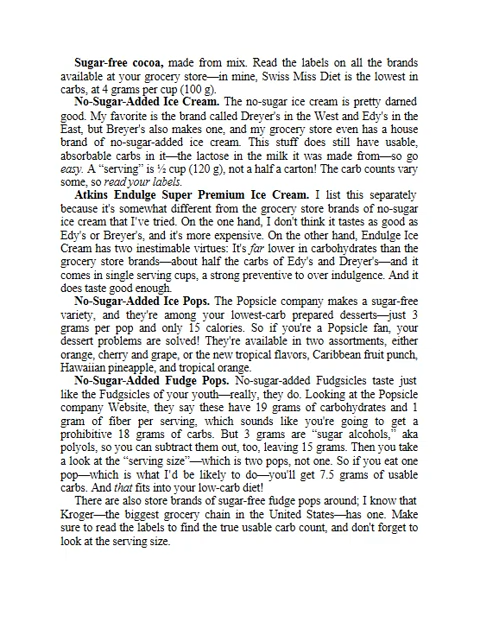 Sugar-free cocoa, made from mix. Read the labels on all the brands
available at your grocery store—in mine, Swiss Miss Diet is the lowest in
carbs, at 4 grams per cup (100 g).
No-Sugar-Added Ice Cream. The no-sugar ice cream is pretty darned
good. My favorite is the brand called Dreyer's in the West and Edy's in the
East, but Breyer's also makes one, and my grocery store even has a house
brand of no-sugar-added ice cream. This stuff does still have usable,
absorbable carbs in it—the lactose in the milk it was made from—so go
easy. A “serving” is ½ cup (120 g), not a half a carton! The carb counts vary
some, so read your labels.
Atkins Endulge Super Premium Ice Cream. I list this separately
because it's somewhat different from the grocery store brands of no-sugar
ice cream that I've tried. On the one hand, I don't think it tastes as good as
Edy's or Breyer's, and it's more expensive. On the other hand, Endulge Ice
Cream has two inestimable virtues: It's far lower in carbohydrates than the
grocery store brands—about half the carbs of Edy's and Dreyer's—and it
comes in single serving cups, a strong preventive to over indulgence. And it
does taste good enough.
No-Sugar-Added Ice Pops. The Popsicle company makes a sugar-free
variety, and they're among your lowest-carb prepared desserts—just 3
grams per pop and only 15 calories. So if you're a Popsicle fan, your
dessert problems are solved! They're available in two assortments, either
orange, cherry and grape, or the new tropical flavors, Caribbean fruit punch,
Hawaiian pineapple, and tropical orange.
No-Sugar-Added Fudge Pops. No-sugar-added Fudgsicles taste just
like the Fudgsicles of your youth—really, they do. Looking at the Popsicle
company Website, they say these have 19 grams of carbohydrates and 1
gram of fiber per serving, which sounds like you're going to get a
prohibitive 18 grams of carbs. But 3 grams are “sugar alcohols,” aka
polyols, so you can subtract them out, too, leaving 15 grams. Then you take
a look at the “serving size”—which is two pops, not one. So if you eat one
pop—which is what I'd be likely to do—you'll get 7.5 grams of usable
carbs. And that fits into your low-carb diet!
There are also store brands of sugar-free fudge pops around; I know that
Kroger—the biggest grocery chain in the United States—has one. Make
sure to read the labels to find the true usable carb count, and don't forget to
look at the serving size.